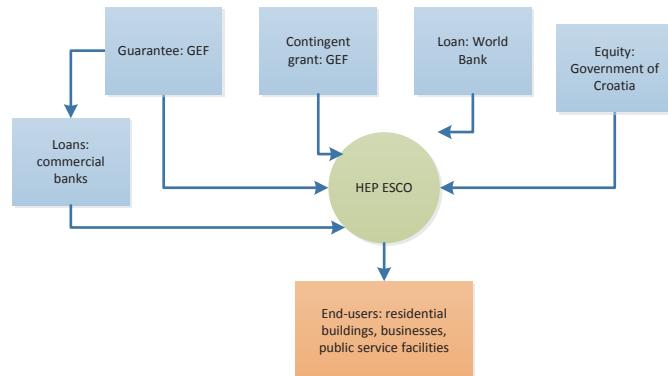 Guarantee: GEF
Contingent
grant: GEF
Loan: World
Bank
Equity:
Government of
Croatia
Loans:
commercial
banks
HEP ESCO
End-users: residential
buildings, businesses,
public service facilities